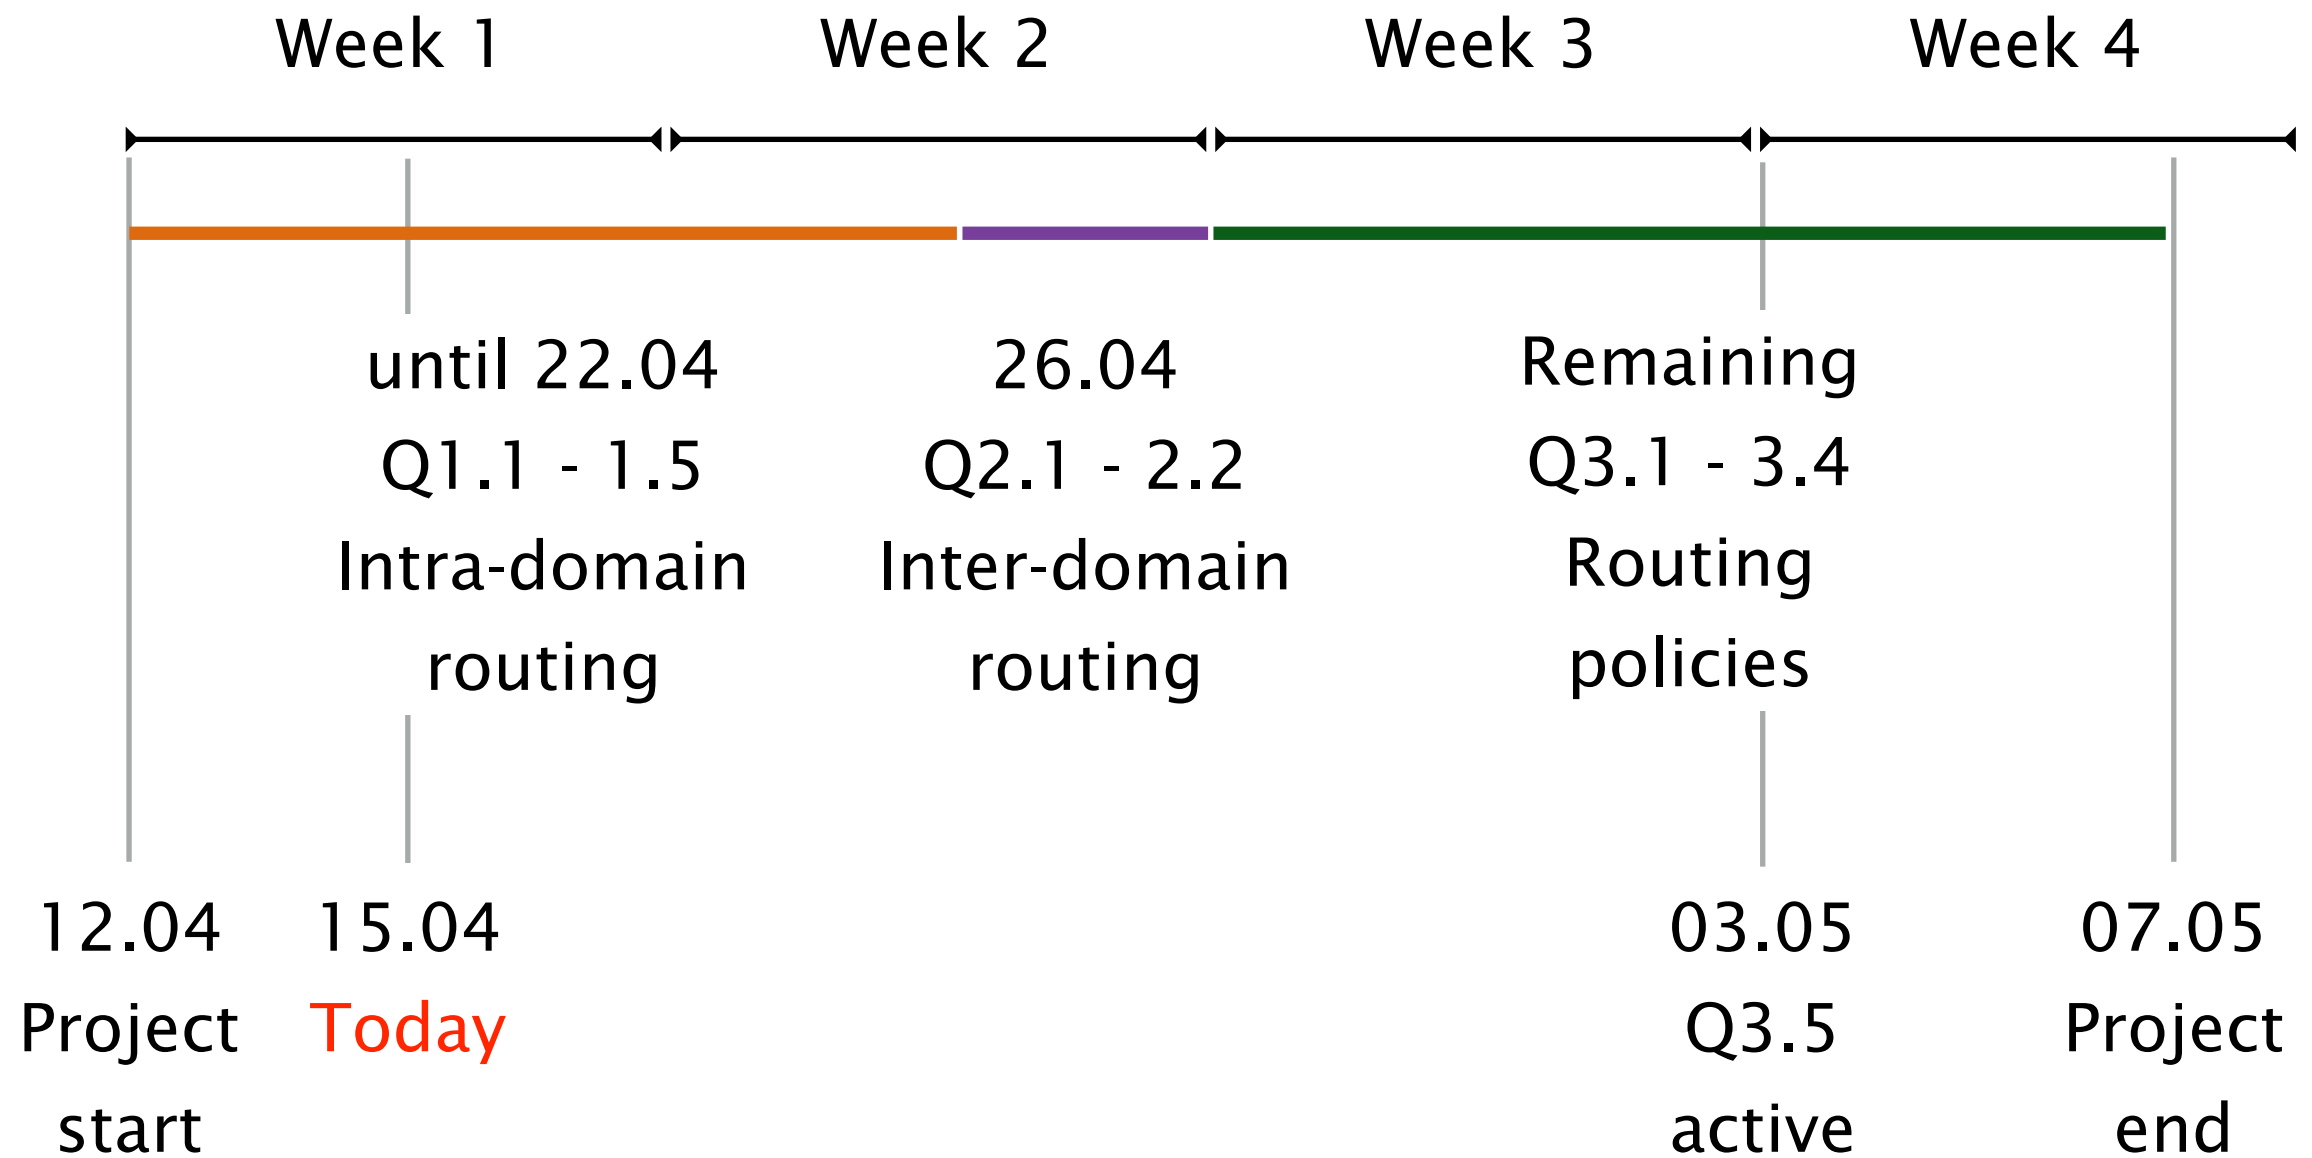 Week 1
Week 2
Week 3
Week 4
until 22.04
Q1.1 - 1.5
Intra-domain
routing
26.04
Q2.1 - 2.2
Inter-domain
routing
Remaining
Q3.1 - 3.4
Routing
policies
12.04
Project
start
15.04
Today
03.05
Q3.5
active
07.05
Project
end